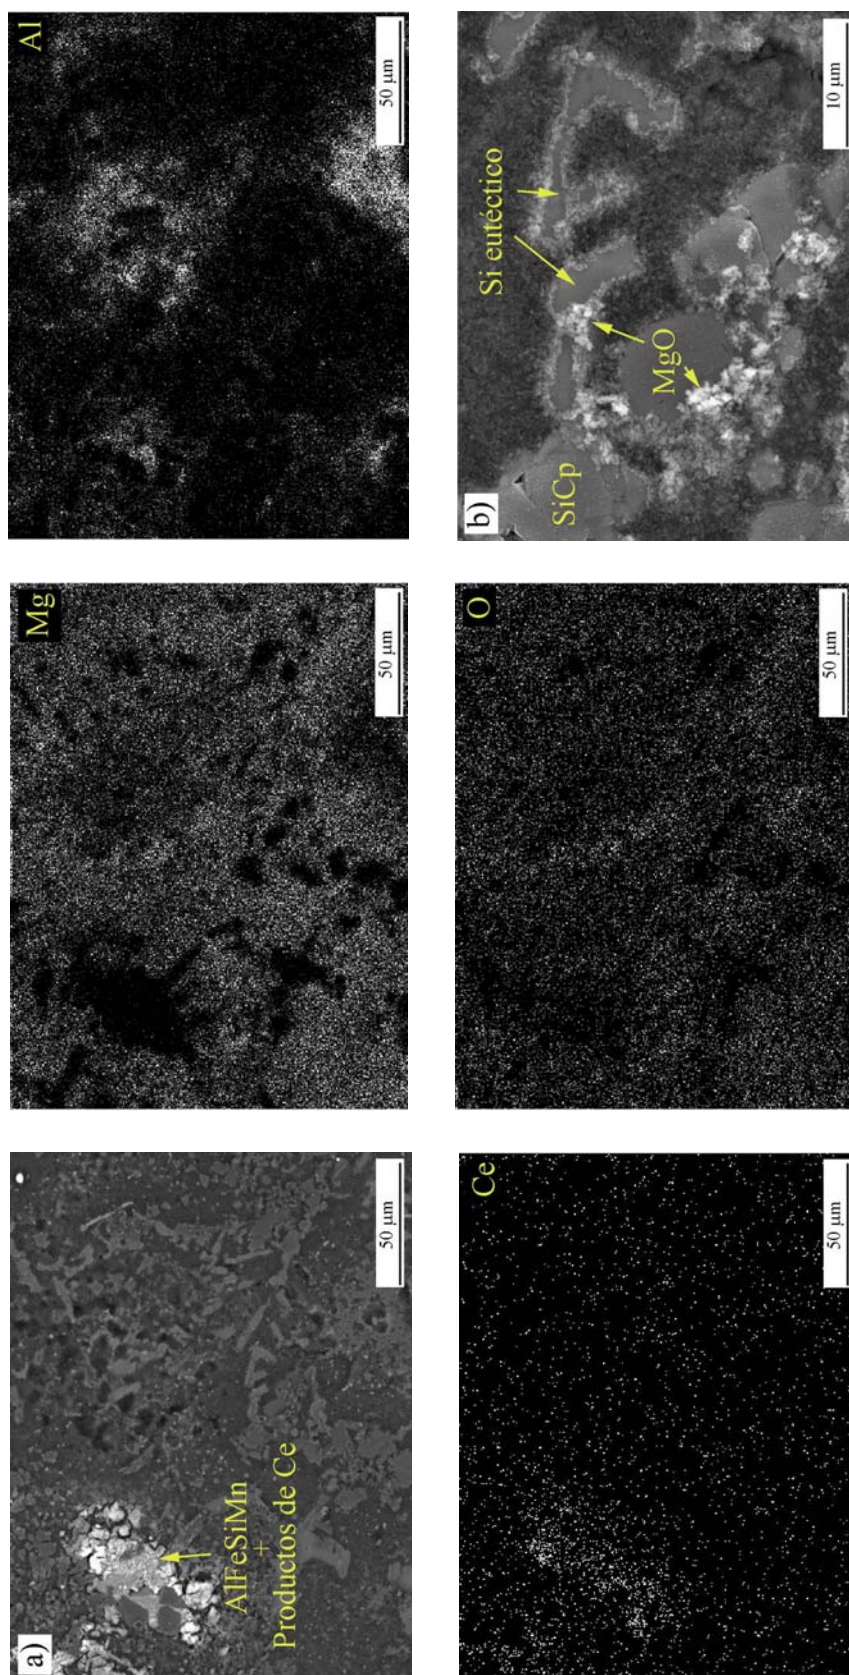 a)
AlFeSiMn
+
Productos de Ce
50 μm
Mg
50 μm
Al
50 μm
Ce
50 μm
O
50 μm
b)
SiCp
MgO
Si eutéctico
10 μm